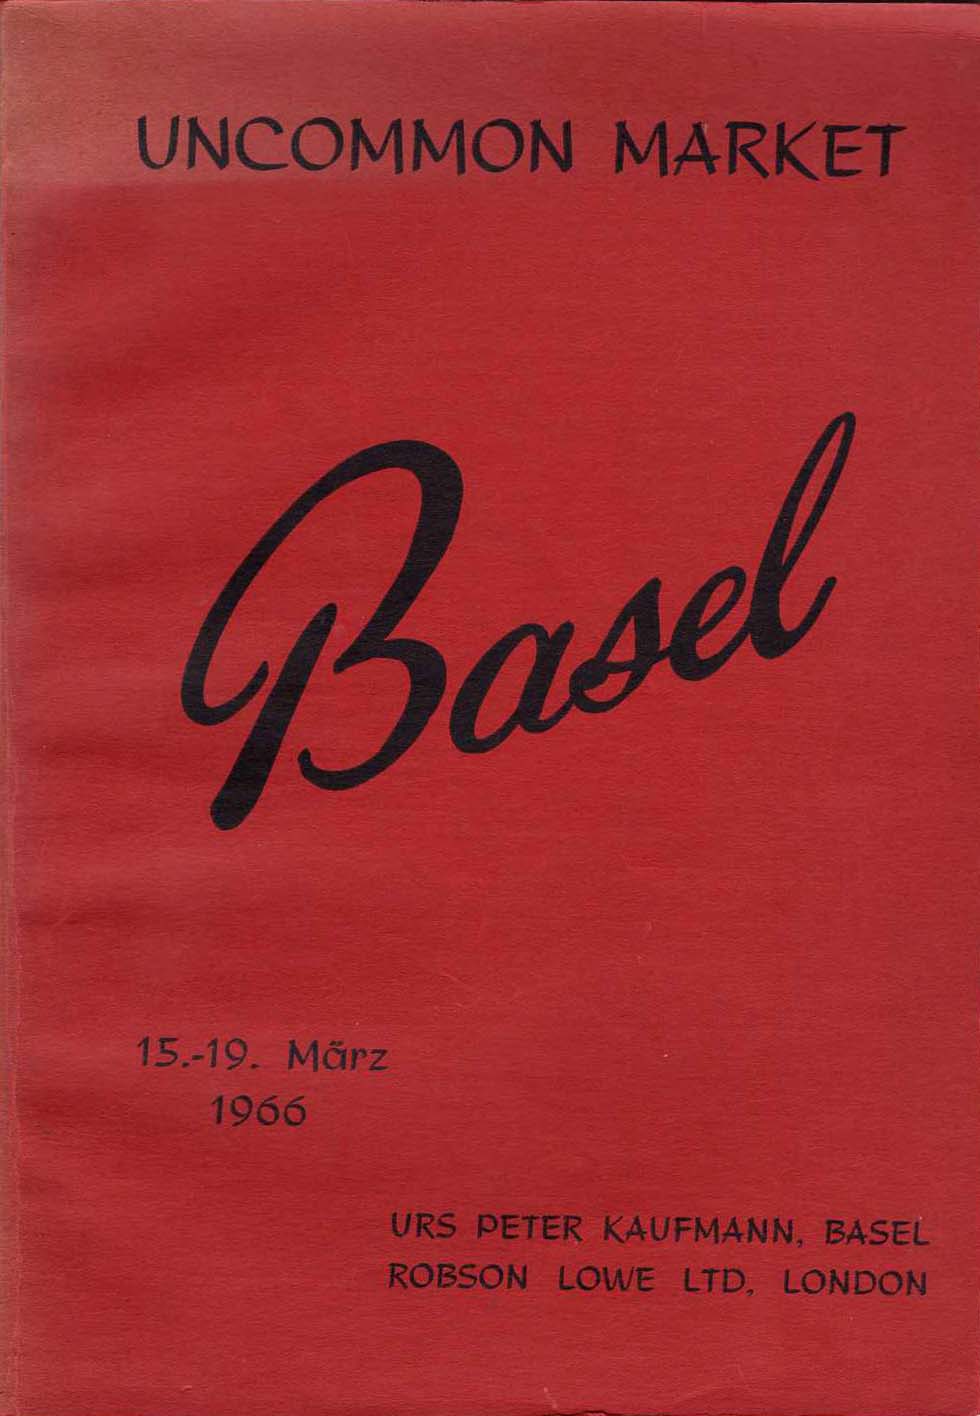 UNCOMMON MARKET
Basel
15.-19. März
1966
URS PETER KAUFMANN, BASEL
ROBSON LOWE LTD, LONDON